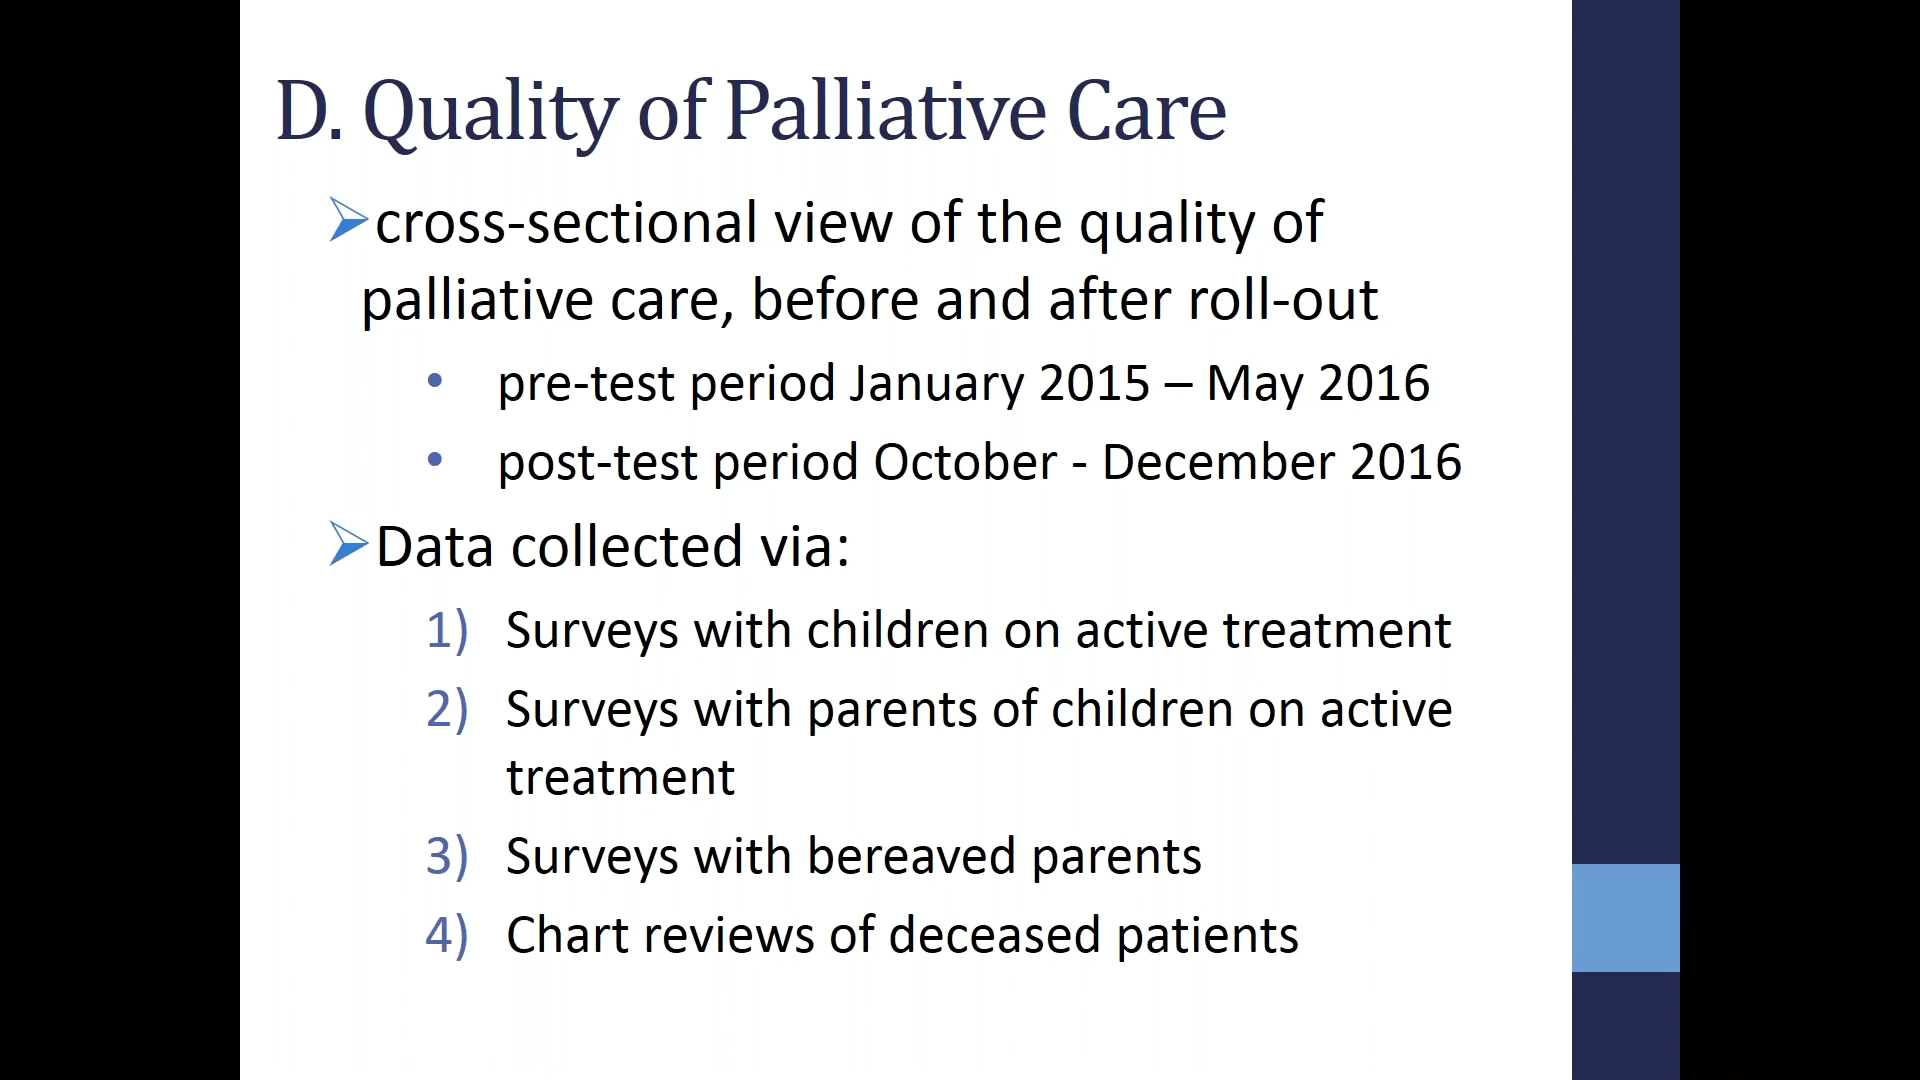 D. Quality of Palliative Care
➢cross-sectional view of the quality of
palliative care, before and after roll-out
• pre-test period January 2015 – May 2016
• post-test period October - December 2016
➢Data collected via:
1) Surveys with children on active treatment
2) Surveys with parents of children on active
treatment
3) Surveys with bereaved parents
4) Chart reviews of deceased patients